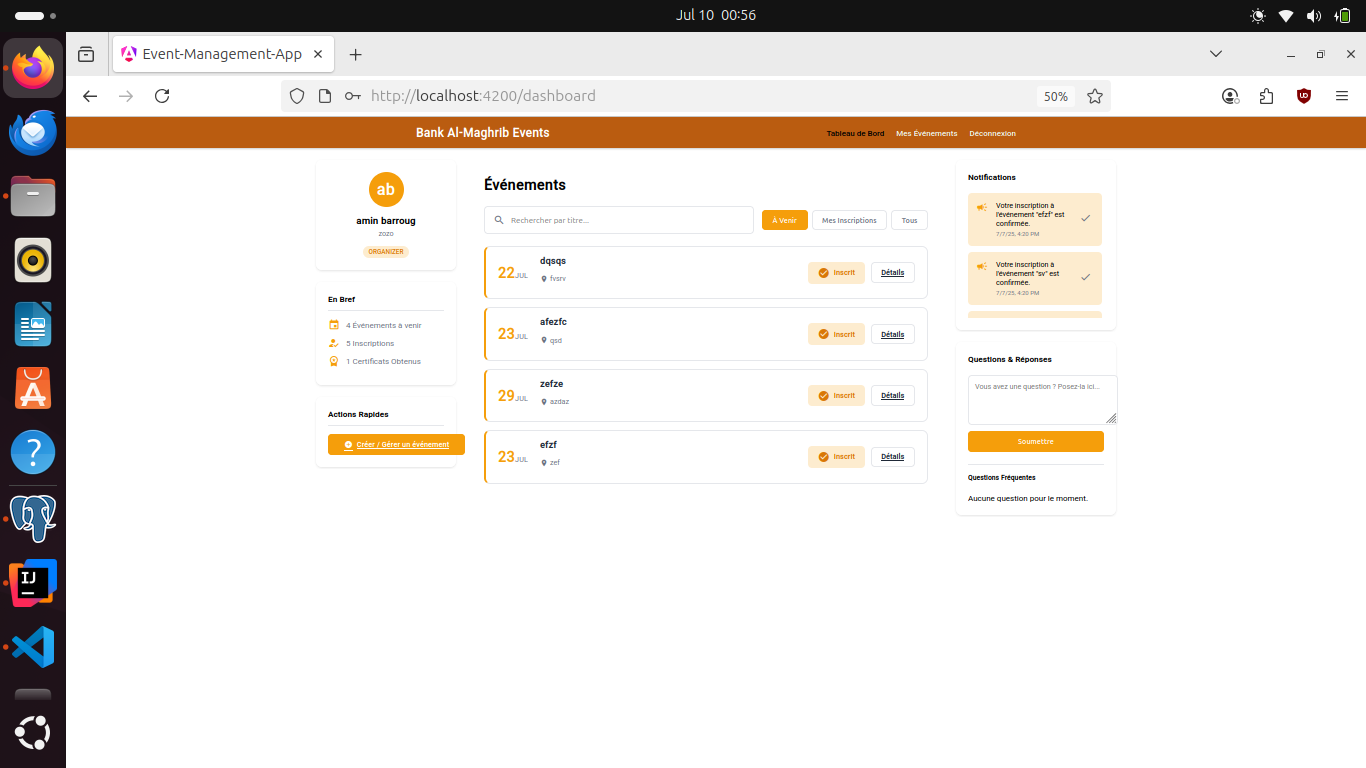 Jul 10 00:56
Event-Management-App
http://localhost:4200/dashboard
50%
Bank Al-Maghrib Events
Tableau de Bord
Mes Événements
Déconnexion
ab
amin barroug
zozo
ORGANIZER
En Bref
4 Événements à venir
5 Inscriptions
1 Certificats Obtenus
Actions Rapides
Créer / Gérer un événement
Événements
Rechercher par titre...
À Venir
Mes Inscriptions
Tous
22 JUL
dqsqs
fvsrv
Inscrit
Détails
23 JUL
afezfc
qsd
Inscrit
Détails
29 JUL
zefze
azdaz
Inscrit
Détails
23 JUL
efzf
zef
Inscrit
Détails
Notifications
Votre inscription à
l'événement "efzf" est
confirmée.
7/7/25, 4:20 PM
Votre inscription à
l'événement "sv" est
confirmée.
7/7/25, 4:20 PM
Questions & Réponses
Vous avez une question ? Posez-la ici...
Soumettre
Questions Fréquentes
Aucune question pour le moment.